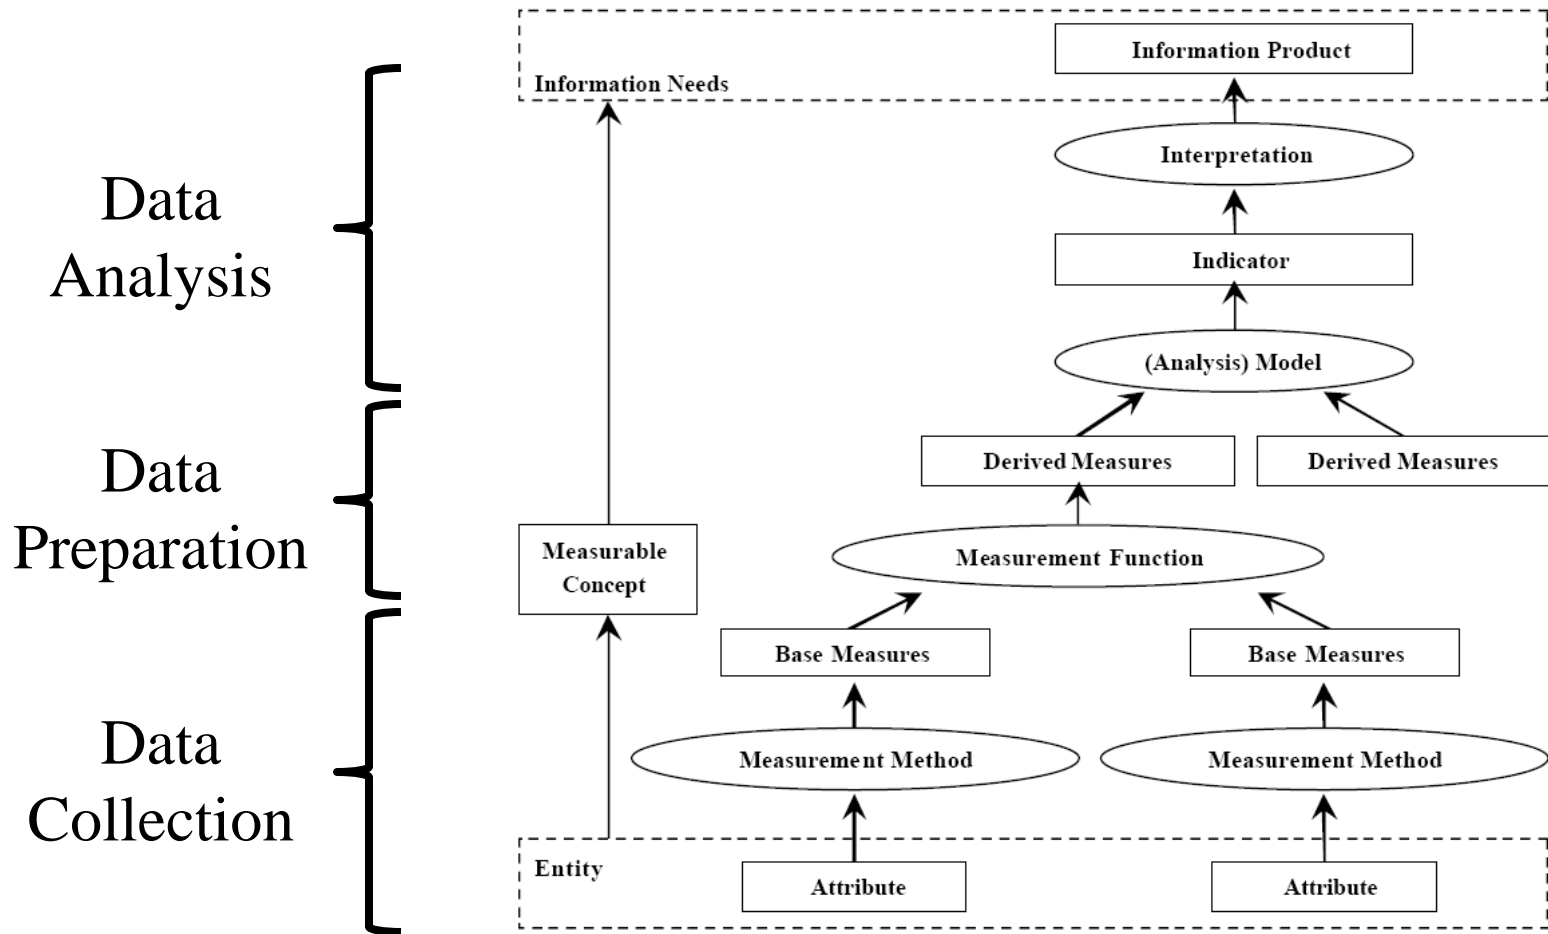 Information Product
Information Needs
Interpretation
Data
Analysis
Indicator
(Analysis) Model
Derived Measures
Derived Measures
Data
Preparation
Measurable
Concept
Measurement Function
Base Measures
Base Measures
Data
Collection
Measurement Method
Measurement Method
Entity
Attribute
Attribute